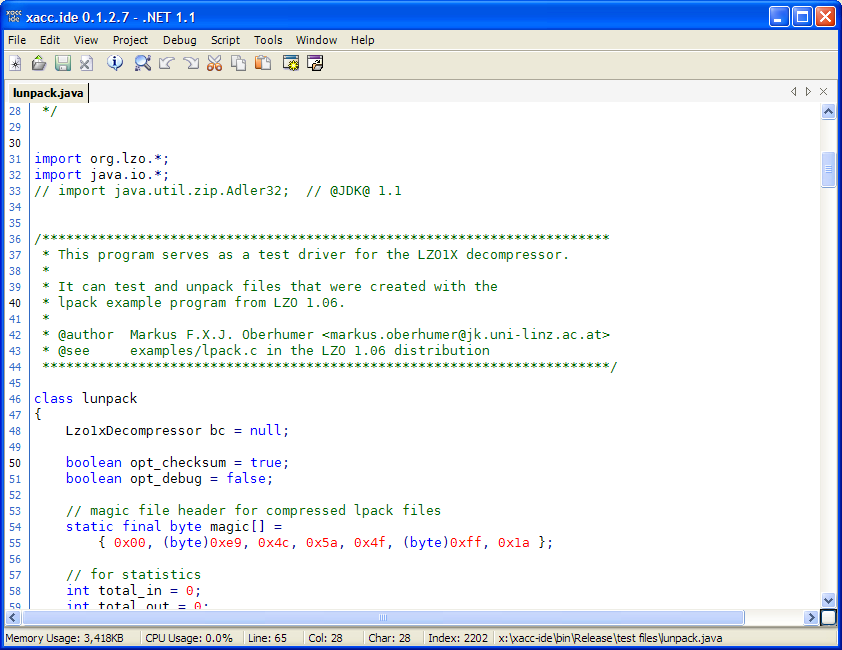 xacc.ide 0.1.2.7 - .NET 1.1
File Edit View Project Debug Script Tools Window Help
lunpack.java
28  */
29
30
31 import org.lzo.*;
32 import java.io.*;
33 // import java.util.zip.Adler32;  // @JDK@ 1.1
34
35
36 /***********************************************************************
37  * This program serves as a test driver for the LZO1X decompressor.
38  *
39  * It can test and unpack files that were created with the
40  * lpack example program from LZO 1.06.
41  *
42  * @author  Markus F.X.J. Oberhumer <markus.oberhumer@jk.uni-linz.ac.at>
43  * @see     examples/lpack.c in the LZO 1.06 distribution
44  ***********************************************************************/
45
46 class lunpack
47 {
48     Lzo1xDecompressor bc = null;
49
50     boolean opt_checksum = true;
51     boolean opt_debug = false;
52
53     // magic file header for compressed lpack files
54     static final byte magic[] =
55         { 0x00, (byte)0xe9, 0x4c, 0x5a, 0x4f, (byte)0xff, 0x1a };
56
57     // for statistics
58     int total_in = 0;
59     int total_out = 0;
Memory Usage: 3,418KB CPU Usage: 0.0% Line: 65 Col: 28 Char: 28 Index: 2202 x:\xacc-ide\bin\Release\test files\lunpack.java